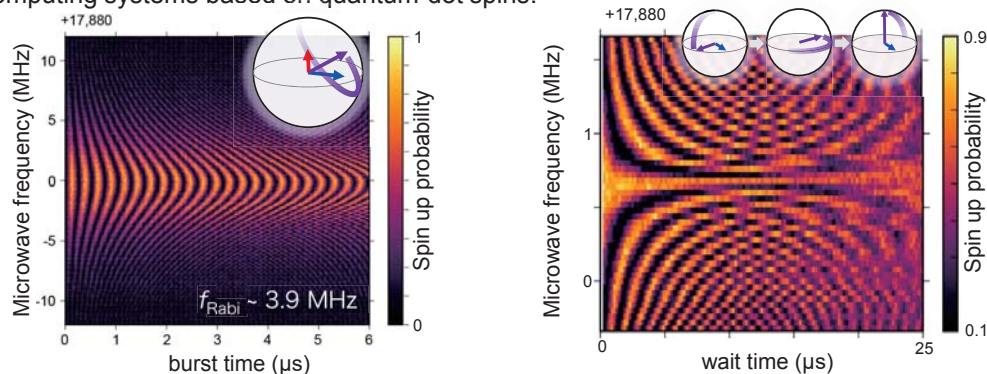 computing systems based on quantum dot spins.
+17,880
Microwave frequency (MHz)
10
5
0
-5
-10
0
1
2
3
4
5
6
burst time (µs)
fRabi ~ 3.9 MHz
1
0
Spin up probability
+17,880
Microwave frequency (MHz)
1
0
0
25
wait time (µs)
0.9
0.1
Spin up probability